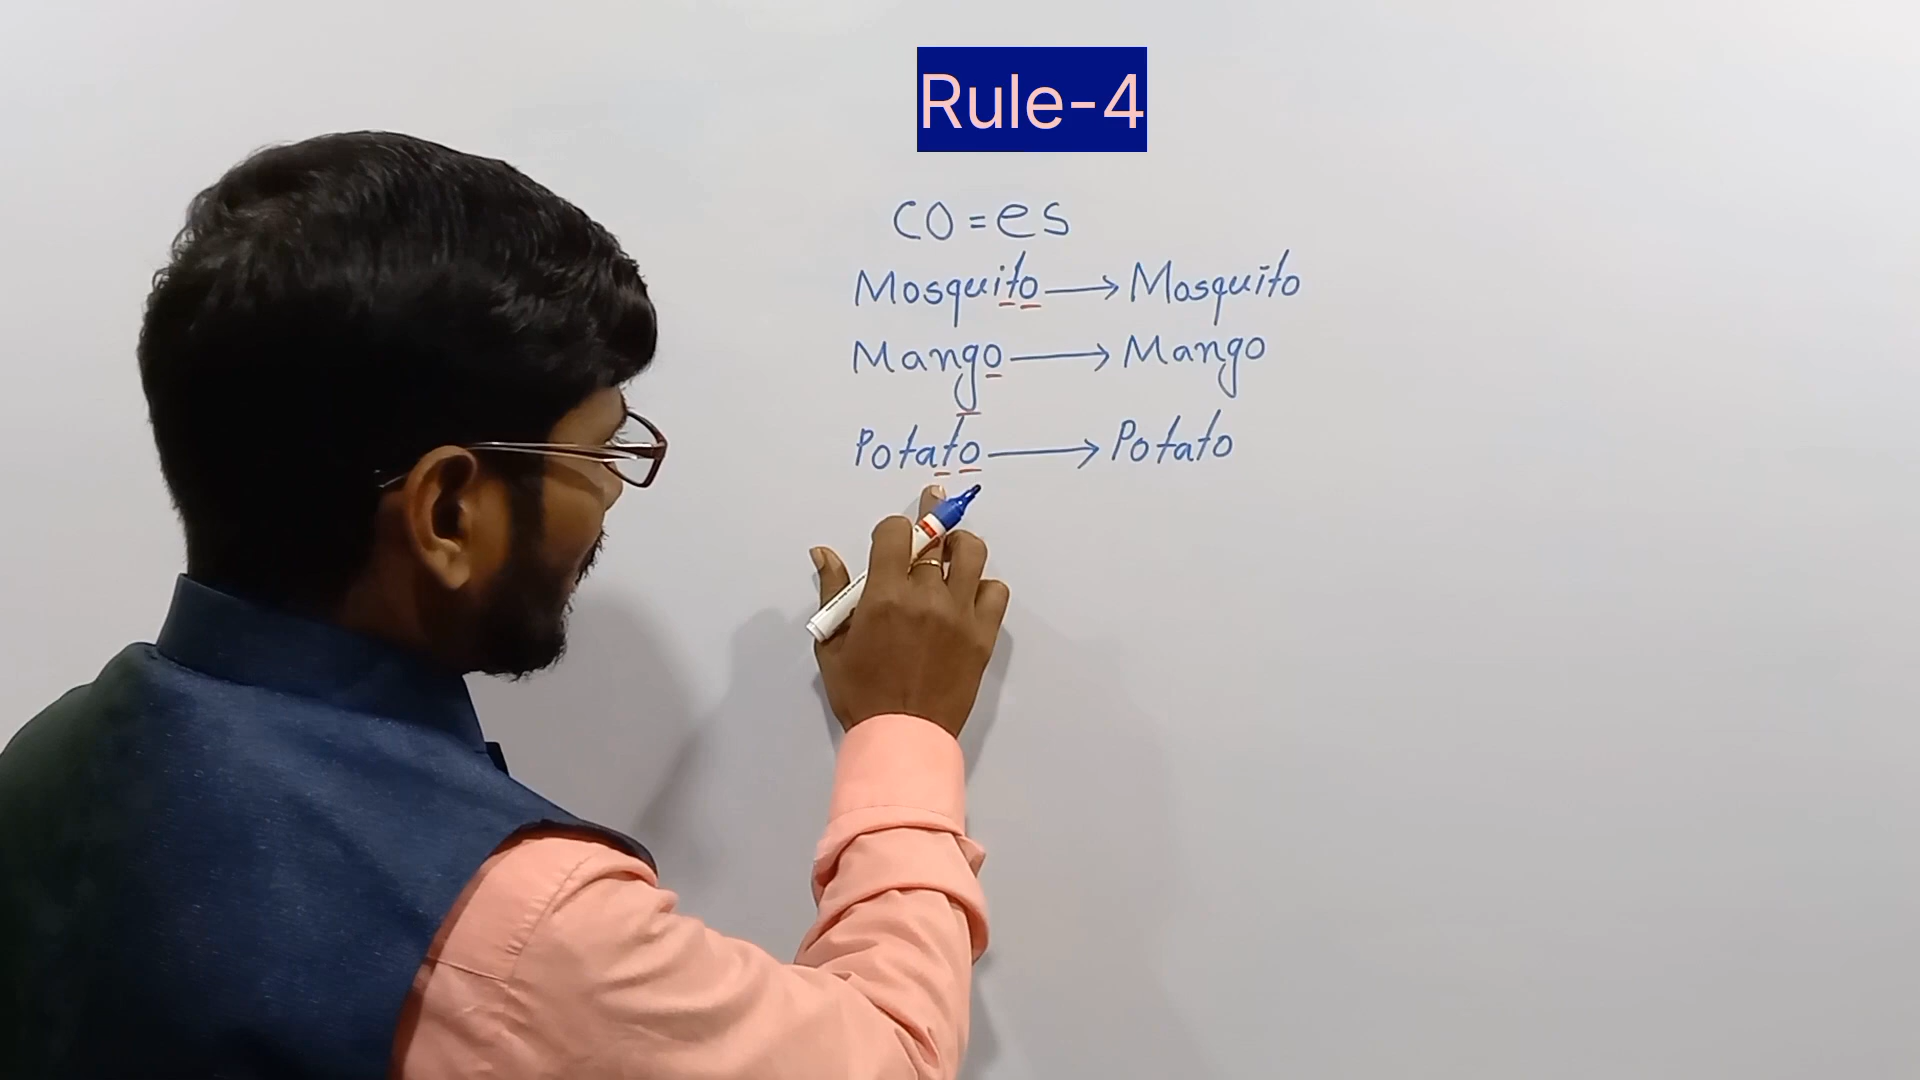 Rule-4
CO=es
Mosquito → Mosquito
Mango → Mango
Potato → Potato